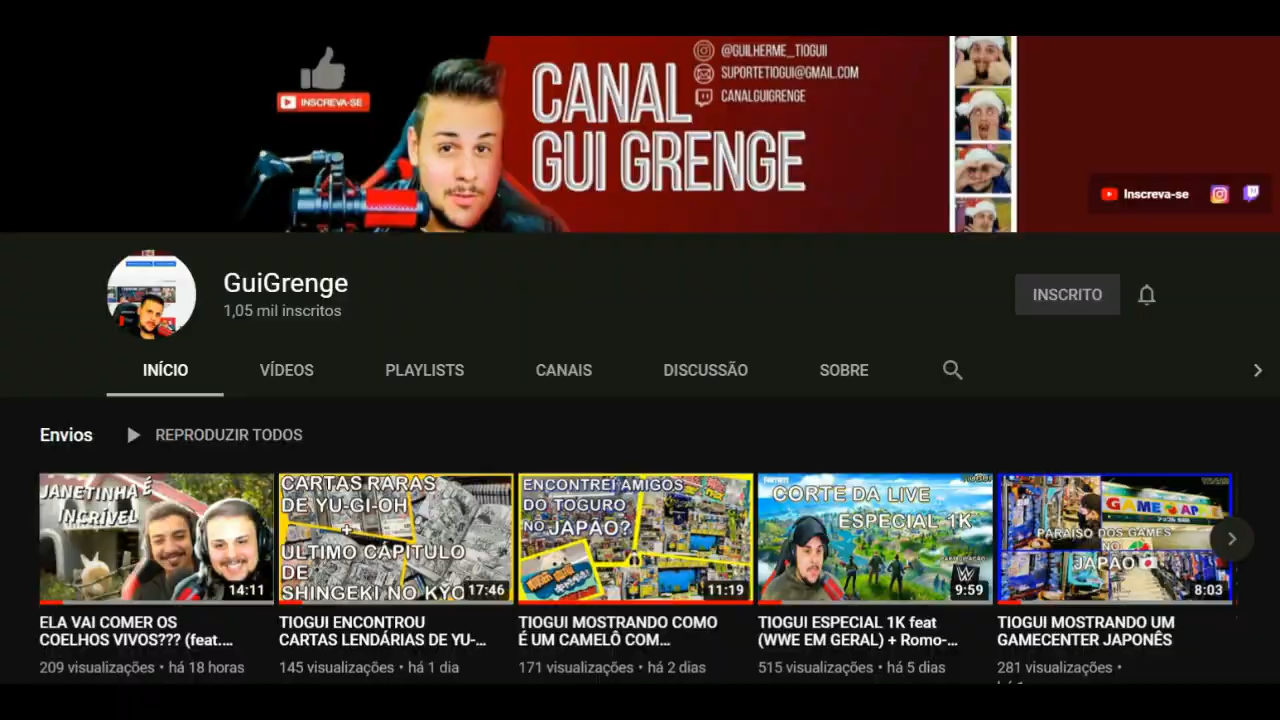 INSCREVA-SE
CANAL
GUI GRENGE
@GUILHERME_TIOGUII
SUPORTETIOGUI@GMAIL.COM
CANALGUIGRENGE
Inscreva-se
GuiGrenge
1,05 mil inscritos
INSCRITO
INÍCIO
VÍDEOS
PLAYLISTS
CANAIS
DISCUSSÃO
SOBRE
Envios
REPRODUZIR TODOS
JANETINHA É
INCRÍVEL
14:11
CARTAS RARAS
DE YU-GI-OH
+
ULTIMO CAPITULO
DE
SHINGEKI NO KYO
17:46
ENCONTREI AMIGOS
DO TOGURO
NO JAPÃO?
11:19
CORTE DA LIVE
ESPECIAL 1K
PARTICIPAÇÃO
9:59
GAME AP
PARAISO DOS GAMES
NO
JAPÃO
8:03
ELA VAI COMER OS
COELHOS VIVOS??? (feat....
209 visualizações • há 18 horas
TIOGUI ENCONTROU
CARTAS LENDÁRIAS DE YU-...
145 visualizações • há 1 dia
TIOGUI MOSTRANDO COMO
É UM CAMELÔ COM...
171 visualizações • há 2 dias
TIOGUI ESPECIAL 1K feat
(WWE EM GERAL) + Romo-...
515 visualizações • há 5 dias
TIOGUI MOSTRANDO UM
GAMECENTER JAPONÊS
281 visualizações •